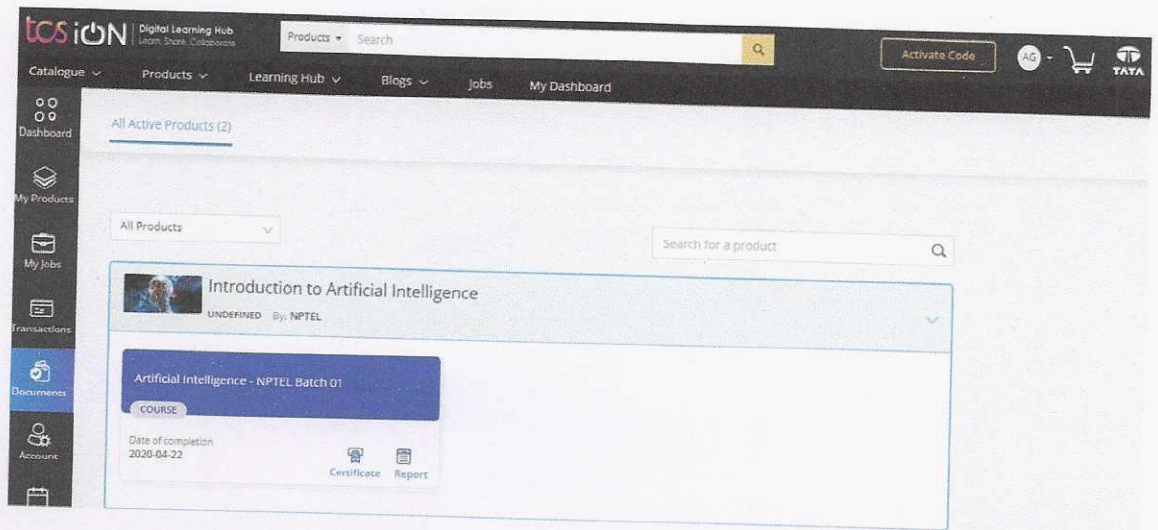 tcs iON Digital Learning Hub
Learn. Share. Collaborate
Products Search
Activate Code
AG
TATA
Catalogue Products Learning Hub Blogs Jobs My Dashboard
Dashboard
All Active Products (2)
My Products
All Products
Search for a product
My Jobs
Introduction to Artificial Intelligence
UNDEFINED By: NPTEL
Transactions
Artificial Intelligence - NPTEL Batch 01
COURSE
Documents
Date of completion
2020-04-22
Certificate Report
Account